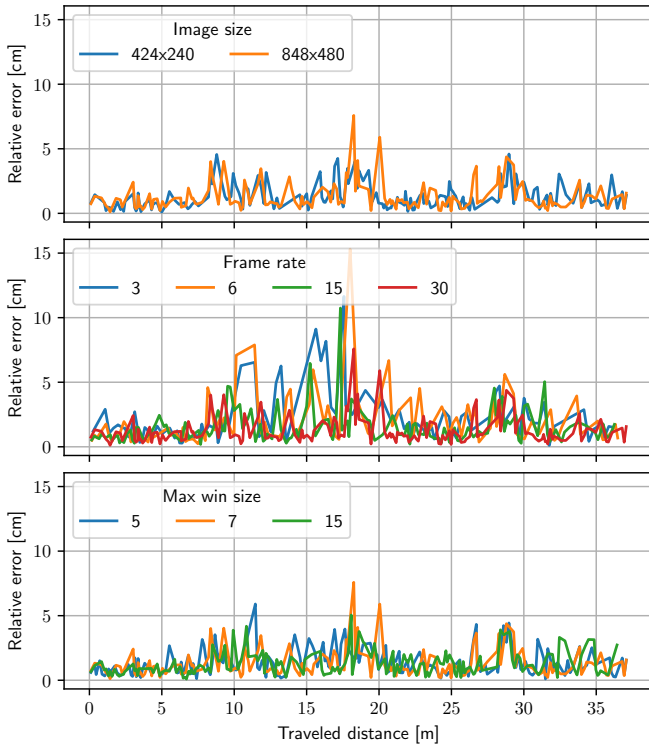 Image size
424x240 848x480
Relative error [cm]
15
10
5
0
Frame rate
3 6 15 30
Relative error [cm]
15
10
5
0
Max win size
5 7 15
Relative error [cm]
15
10
5
0
0 5 10 15 20 25 30 35
Traveled distance [m]